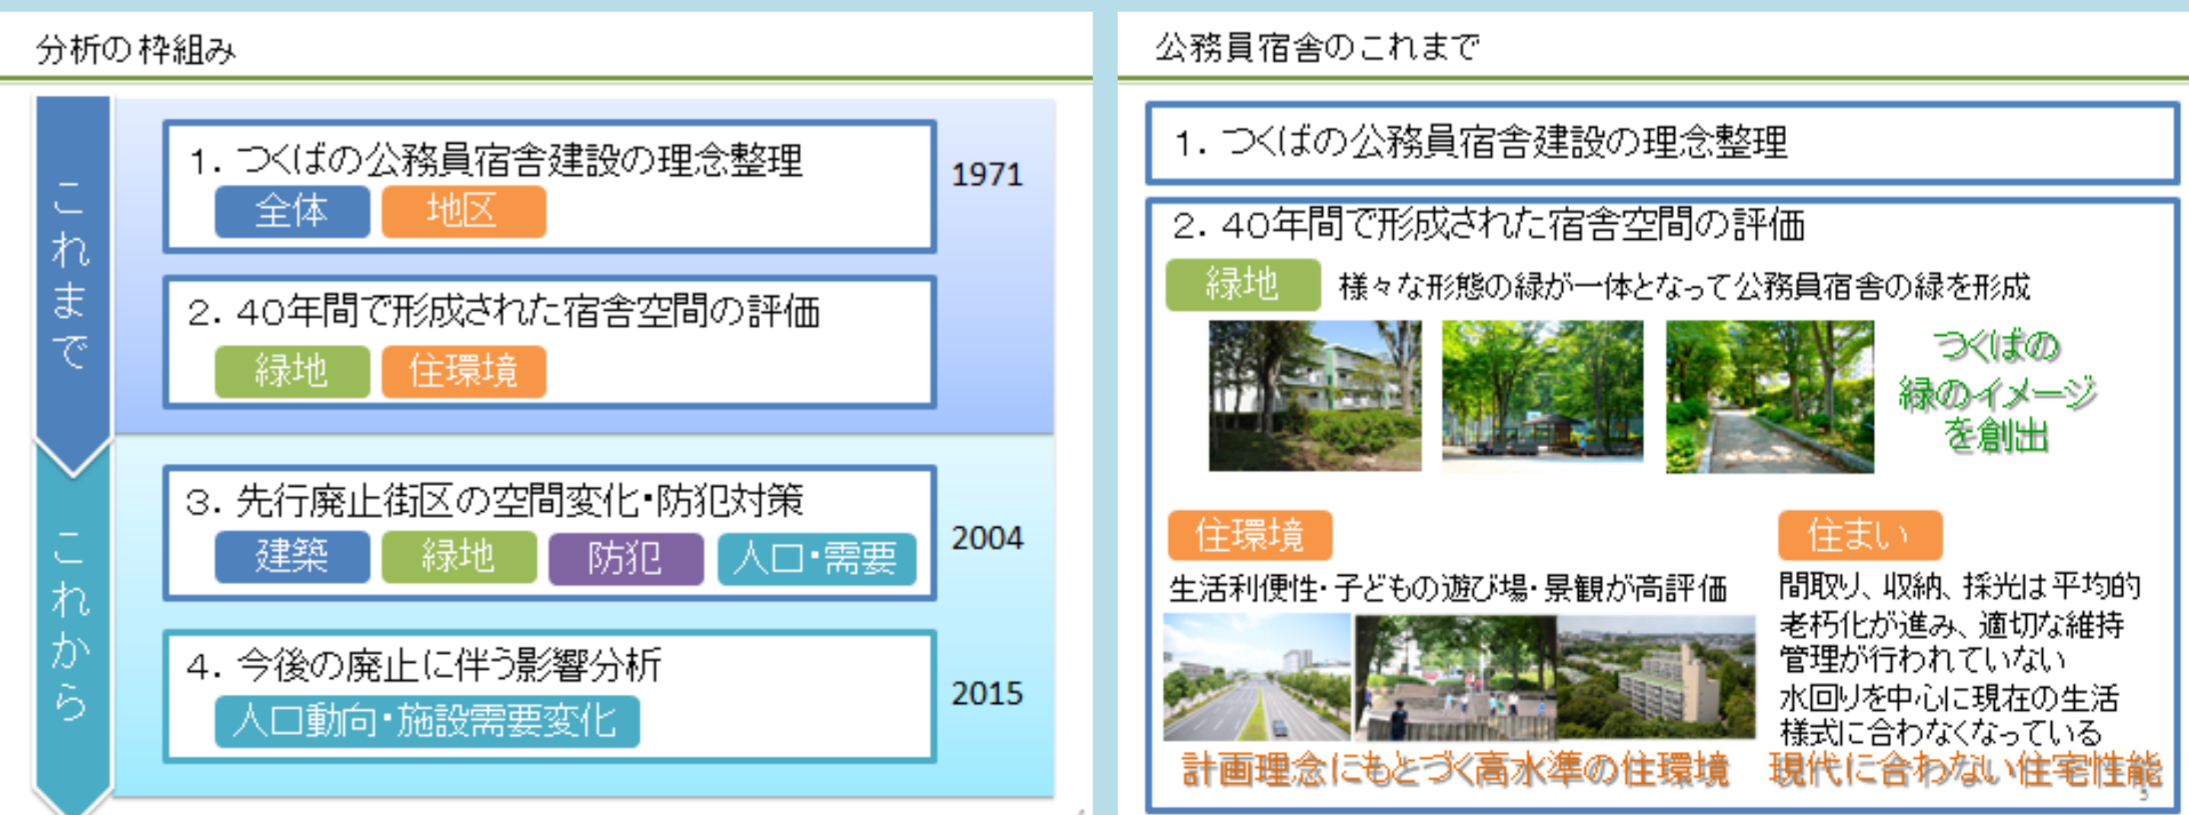 分析の枠組み
これまで
1. つくばの公務員宿舎建設の理念整理
全体 地区
1971
2. 40年間で形成された宿舎空間の評価
緑地 住環境
これから
3. 先行廃止街区の空間変化・防犯対策
建築 緑地 防犯 人口・需要
2004
4. 今後の廃止に伴う影響分析
人口動向・施設需要変化
2015
公務員宿舎のこれまで
1. つくばの公務員宿舎建設の理念整理
2. 40年間で形成された宿舎空間の評価
緑地 様々な形態の緑が一体となって公務員宿舎の緑を形成
つくばの
緑のイメージ
を創出
住環境
生活利便性・子どもの遊び場・景観が高評価
計画理念にもとづく高水準の住環境
住まい
間取り、収納、採光は平均的
老朽化が進み、適切な維持
管理が行われていない
水回りを中心に現在の生活
様式に合わなくなっている
現代に合わない住宅性能
5